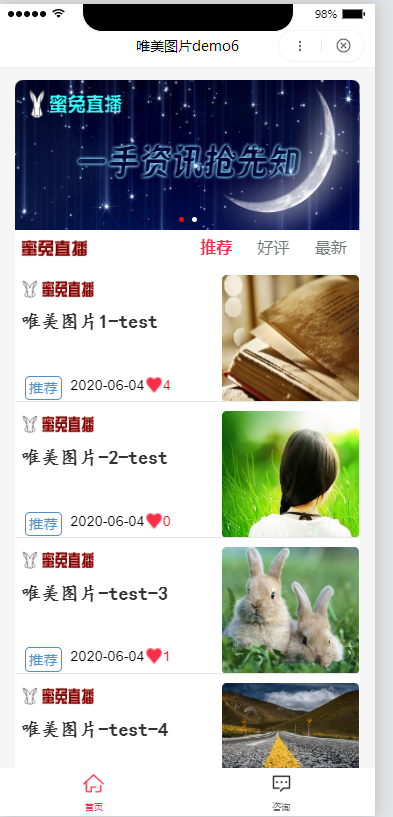 98%
唯美图片demo6
蜜兔直播
一手资讯抢先知
蜜兔直播 推荐 好评 最新
蜜兔直播
唯美图片1-test
推荐 2020-06-04 4
蜜兔直播
唯美图片-2-test
推荐 2020-06-04 0
蜜兔直播
唯美图片-test-3
推荐 2020-06-04 1
蜜兔直播
唯美图片-test-4
首页 咨询